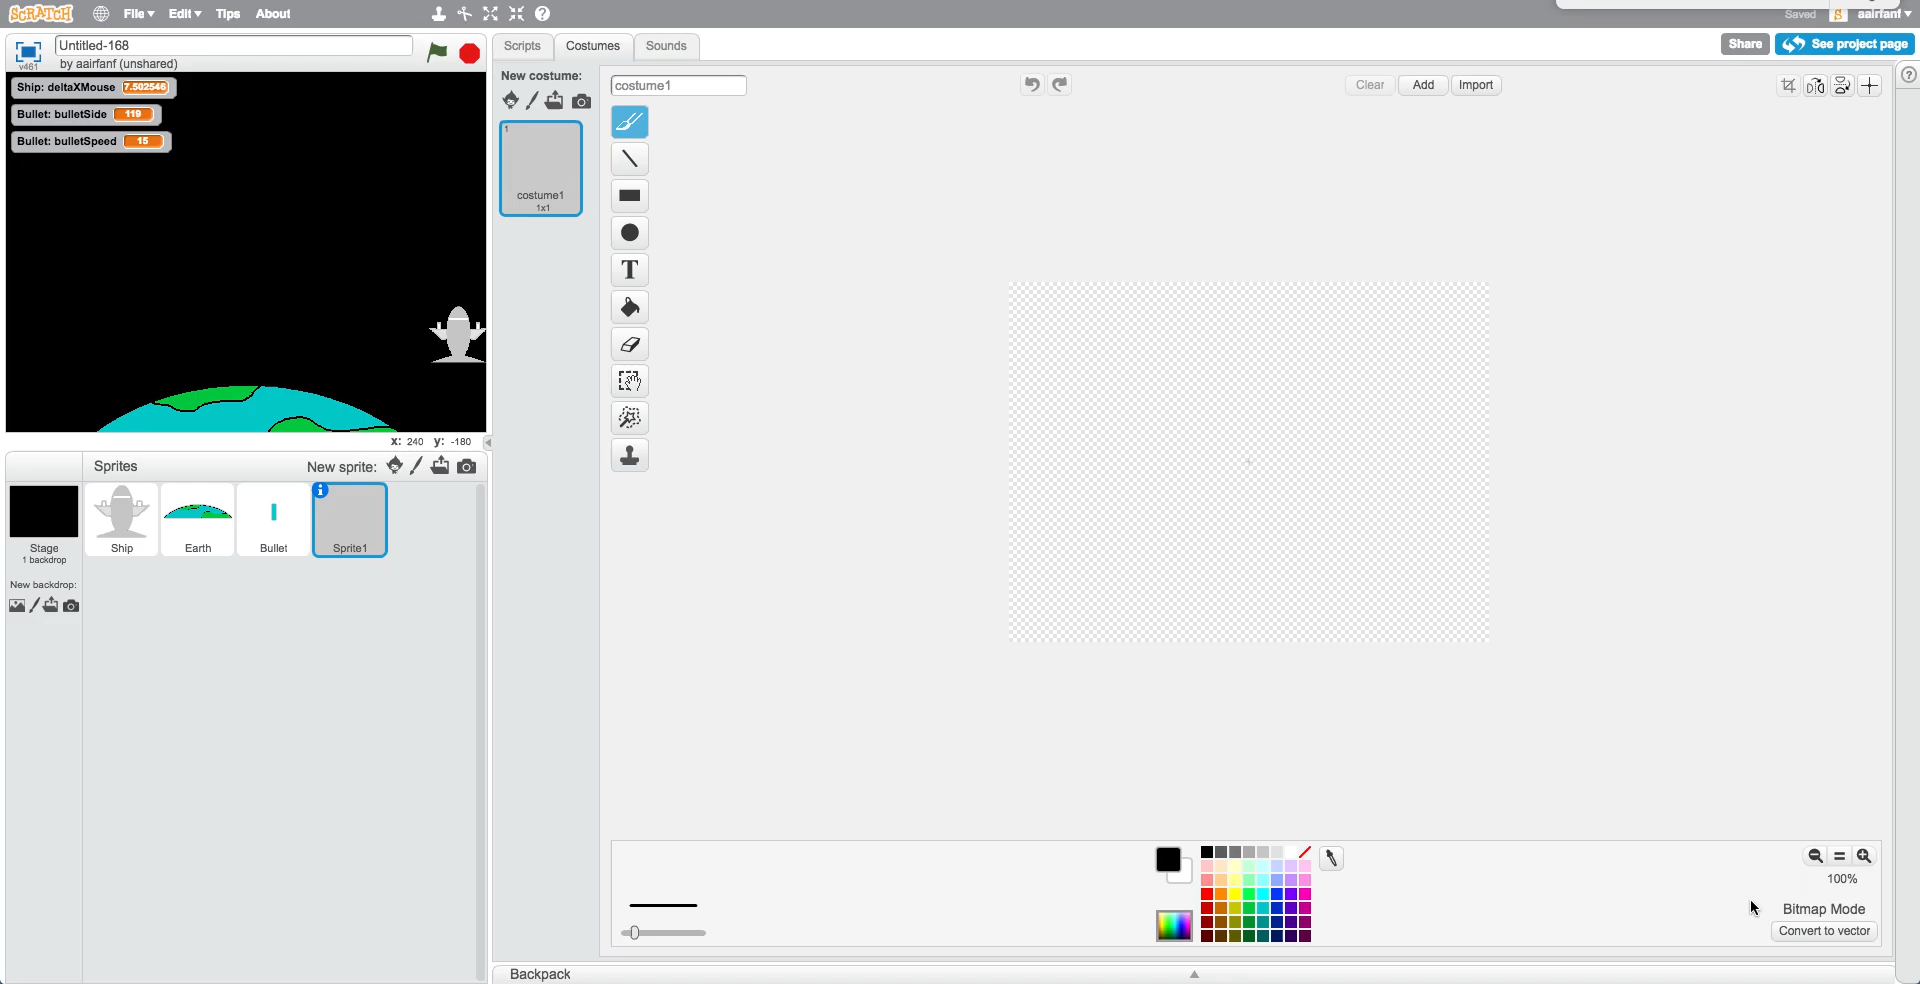 SCRATCH File Edit Tips About Saved aairfanf
v461 Untitled-168
by aairfanf (unshared)
Scripts Costumes Sounds Share See project page
Ship: deltaXMouse 7.502546
Bullet: bulletSide 119
Bullet: bulletSpeed 15
New costume:
costume1 Clear Add Import
1
costume1
1x1
T
x: 240 y: -180
Sprites New sprite:
Stage
1 backdrop
New backdrop:
Ship Earth Bullet Sprite1
100%
Bitmap Mode
Convert to vector
Backpack